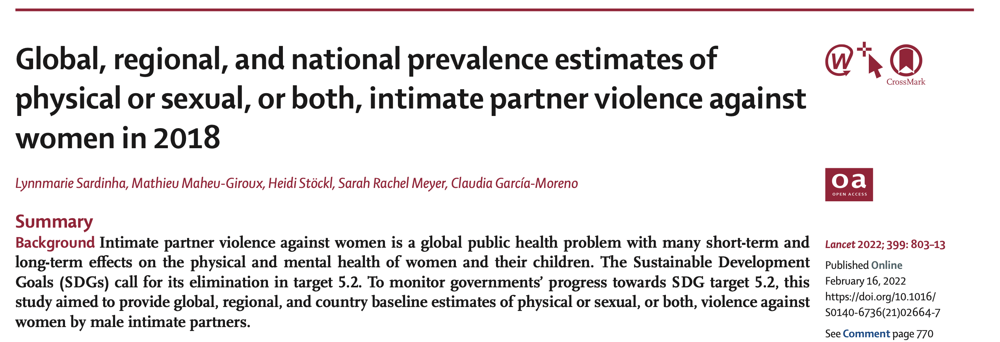 Global, regional, and national prevalence estimates of
physical or sexual, or both, intimate partner violence against
women in 2018
W
CrossMark
Lynnmarie Sardinha, Mathieu Maheu-Giroux, Heidi Stöckl, Sarah Rachel Meyer, Claudia García-Moreno
oa
OPEN ACCESS
Summary
Background Intimate partner violence against women is a global public health problem with many short-term and
long-term effects on the physical and mental health of women and their children. The Sustainable Development
Goals (SDGs) call for its elimination in target 5.2. To monitor governments’ progress towards SDG target 5.2, this
study aimed to provide global, regional, and country baseline estimates of physical or sexual, or both, violence against
women by male intimate partners.
Lancet 2022; 399: 803–13
Published Online
February 16, 2022
https://doi.org/10.1016/
S0140-6736(21)02664-7
See Comment page 770